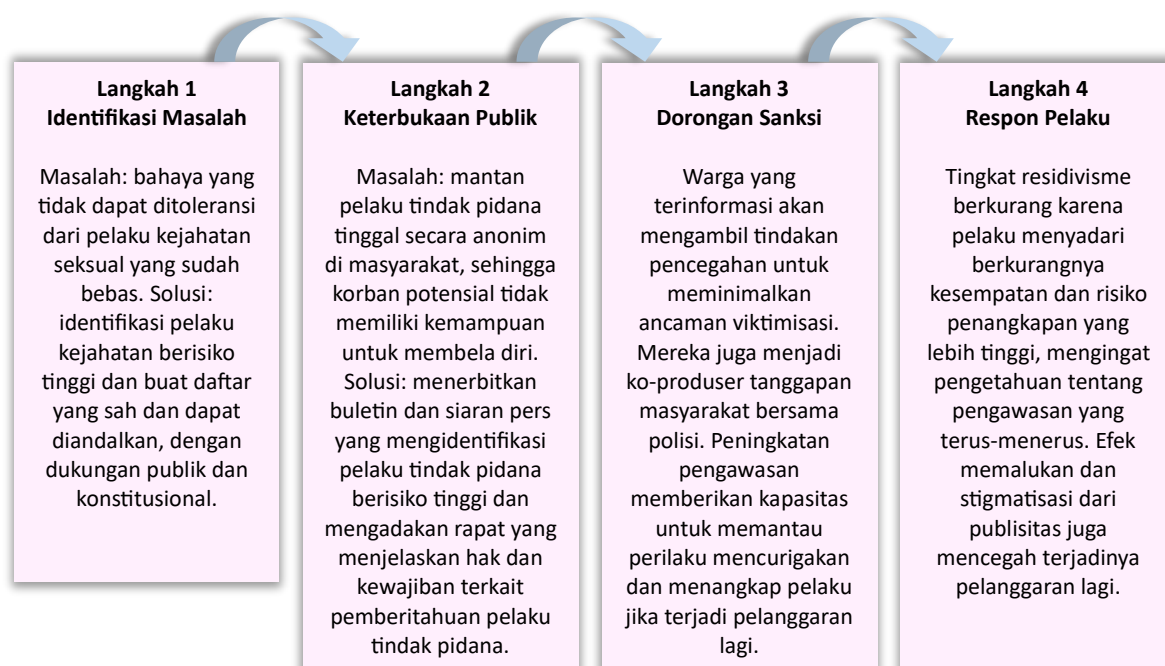 Langkah 1
Identifikasi Masalah
Masalah: bahaya yang
tidak dapat ditoleransi
dari pelaku kejahatan
seksual yang sudah
bebas. Solusi:
identifikasi pelaku
kejahatan berisiko
tinggi dan buat daftar
yang sah dan dapat
diandalkan, dengan
dukungan publik dan
konstitusional.
Langkah 2
Keterbukaan Publik
Masalah: mantan
pelaku tindak pidana
tinggal secara anonim
di masyarakat, sehingga
korban potensial tidak
memiliki kemampuan
untuk membela diri.
Solusi: menerbitkan
buletin dan siaran pers
yang mengidentifikasi
pelaku tindak pidana
berisiko tinggi dan
mengadakan rapat yang
menjelaskan hak dan
kewajiban terkait
pemberitahuan pelaku
tindak pidana.
Langkah 3
Dorongan Sanksi
Warga yang
terinformasi akan
mengambil tindakan
pencegahan untuk
meminimalkan
ancaman viktimisasi.
Mereka juga menjadi
ko-produser tanggapan
masyarakat bersama
polisi. Peningkatan
pengawasan
memberikan kapasitas
untuk memantau
perilaku mencurigakan
dan menangkap pelaku
jika terjadi pelanggaran
lagi.
Langkah 4
Respon Pelaku
Tingkat residivisme
berkurang karena
pelaku menyadari
berkurangnya
kesempatan dan risiko
penangkapan yang
lebih tinggi, mengingat
pengetahuan tentang
pengawasan yang
terus-menerus. Efek
memalukan dan
stigmatisasi dari
publisitas juga
mencegah terjadinya
pelanggaran lagi.